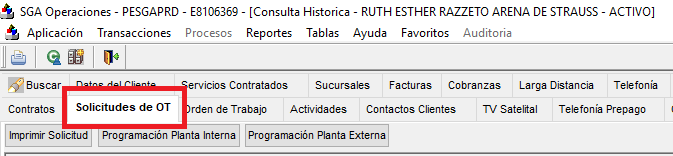 SGA Operaciones - PESGAPRD - E8106369 - [Consulta Historica - RUTH ESTHER RAZZETO ARENA DE STRAUSS - ACTIVO]
Aplicación Transacciones Procesos Reportes Tablas Ayuda Favoritos Auditoria
Buscar Datos del Cliente Servicios Contratados Sucursales Facturas Cobranzas Larga Distancia Telefonía
Contratos Solicitudes de OT Orden de Trabajo Actividades Contactos Clientes TV Satelital Telefonía Prepago
Imprimir Solicitud Programación Planta Interna Programación Planta Externa